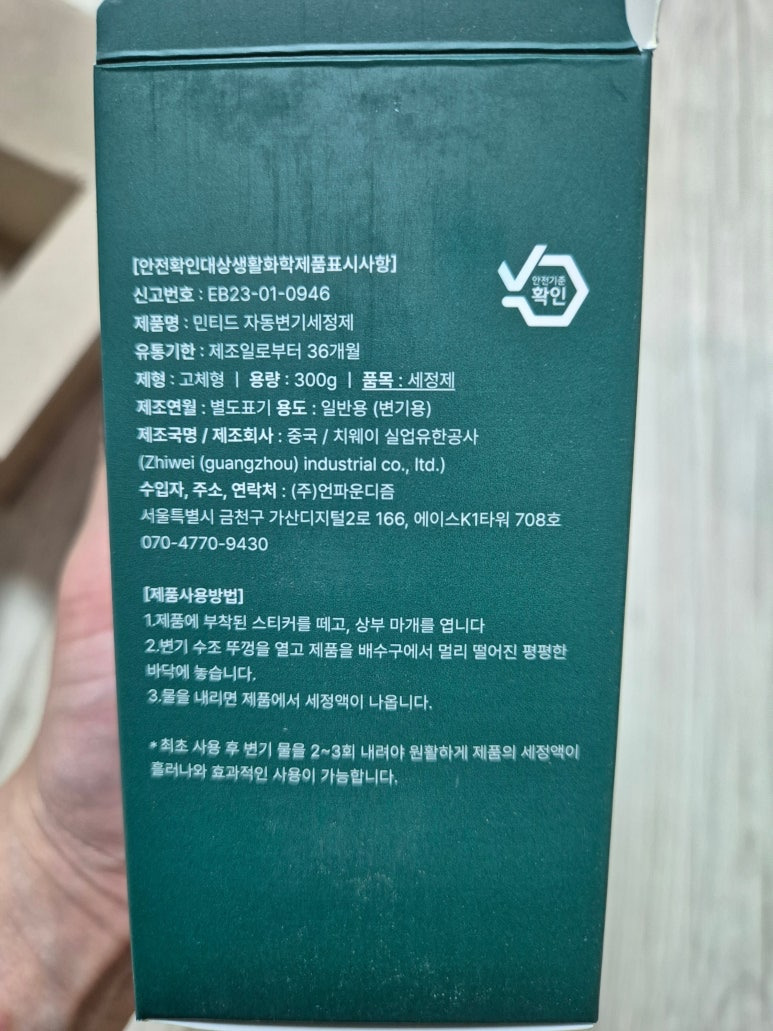 [안전확인대상생활화학제품표시사항]
안전기준
확인
신고번호 : EB23-01-0946
제품명 : 민티드 자동변기세정제
유통기한 : 제조일로부터 36개월
제형 : 고체형 | 용량 : 300g | 품목 : 세정제
제조연월 : 별도표기 용도 : 일반용 (변기용)
제조국명 / 제조회사 : 중국 / 치웨이 실업유한공사
(Zhiwei (guangzhou) industrial co., ltd.)
수입자, 주소, 연락처 : (주)언파운디즘
서울특별시 금천구 가산디지털2로 166, 에이스K1타워 708호
070-4770-9430
[제품사용방법]
1.제품에 부착된 스티커를 떼고, 상부 마개를 엽니다
2.변기 수조 뚜껑을 열고 제품을 배수구에서 멀리 떨어진 평평한
바닥에 놓습니다.
3.물을 내리면 제품에서 세정액이 나옵니다.
*최초 사용 후 변기 물을 2~3회 내려야 원활하게 제품의 세정액이
흘러나와 효과적인 사용이 가능합니다.